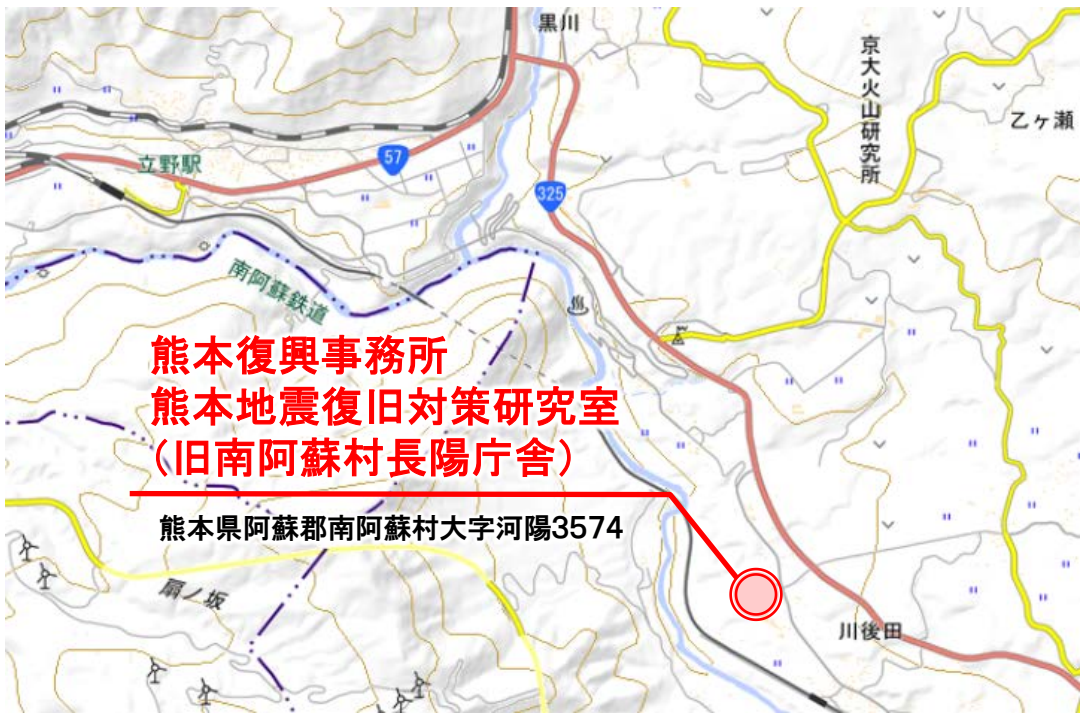 黒川
京大火山研究所
乙ヶ瀬
立野駅
57
325
南阿蘇鉄道
熊本復興事務所
熊本地震復旧対策研究室
(旧南阿蘇村長陽庁舎)
熊本県阿蘇郡南阿蘇村大字河陽3574
扇ノ坂
川後田